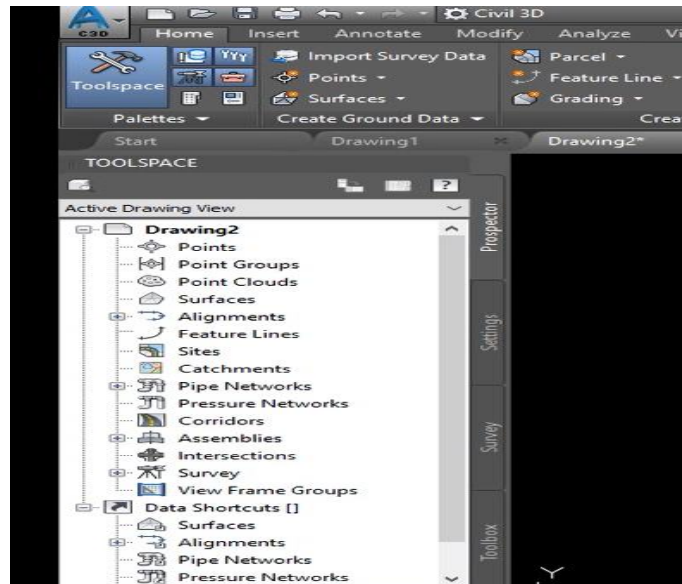 Civil 3D
C3D Home Insert Annotate Modify Analyze Vi
Import Survey Data Parcel
Toolspace Points Feature Line
Surfaces Grading
Palettes Create Ground Data Crea
Start Drawing1 Drawing2*
TOOLSPACE
?
Active Drawing View
Drawing2
Points
Point Groups
Point Clouds
Surfaces
Alignments
Feature Lines
Sites
Catchments
Pipe Networks
Pressure Networks
Corridors
Assemblies
Intersections
Survey
View Frame Groups
Data Shortcuts []
Surfaces
Alignments
Pipe Networks
Pressure Networks
Prospector
Settings
Survey
Toolbox
Y